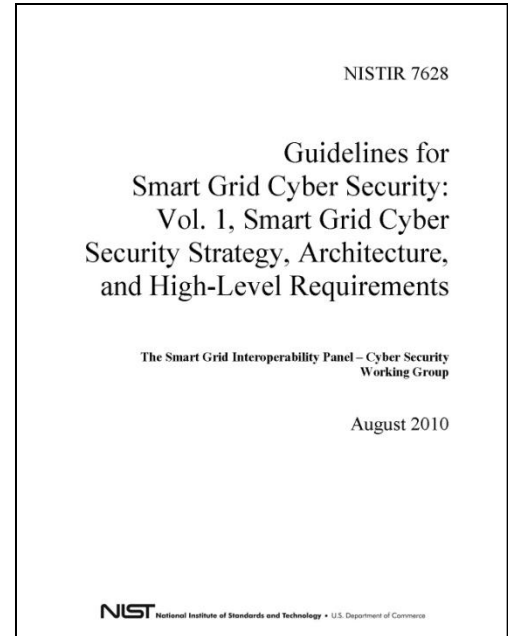 NISTIR 7628
Guidelines for
Smart Grid Cyber Security:
Vol. 1, Smart Grid Cyber
Security Strategy, Architecture,
and High-Level Requirements
The Smart Grid Interoperability Panel – Cyber Security
Working Group
August 2010
NIST National Institute of Standards and Technology • U.S. Department of Commerce